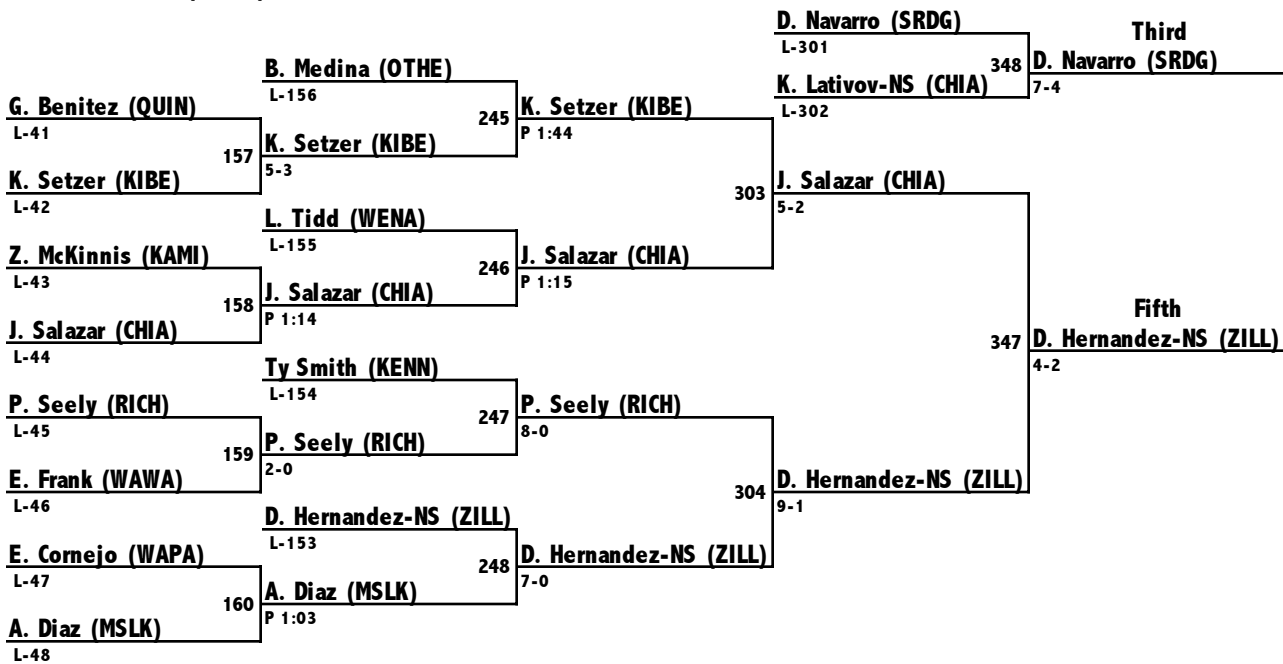 G. Benitez (QUIN)
L-41
157
K. Setzer (KIBE)
L-42
Z. McKinnis (KAMI)
L-43
158
J. Salazar (CHIA)
L-44
P. Seely (RICH)
L-45
159
E. Frank (WAWA)
L-46
E. Cornejo (WAPA)
L-47
160
A. Diaz (MSLK)
L-48
B. Medina (OTHE)
L-156
245
K. Setzer (KIBE)
5-3
L. Tidd (WENA)
L-155
246
J. Salazar (CHIA)
P 1:14
Ty Smith (KENN)
L-154
247
P. Seely (RICH)
2-0
D. Hernandez-NS (ZILL)
L-153
248
A. Diaz (MSLK)
P 1:03
K. Setzer (KIBE)
P 1:44
303
J. Salazar (CHIA)
P 1:15
P. Seely (RICH)
8-0
304
D. Hernandez-NS (ZILL)
7-0
D. Navarro (SRDG)
L-301
348
K. Lativov-NS (CHIA)
L-302
J. Salazar (CHIA)
5-2
347
D. Hernandez-NS (ZILL)
9-1
Third
D. Navarro (SRDG)
7-4
Fifth
D. Hernandez-NS (ZILL)
4-2